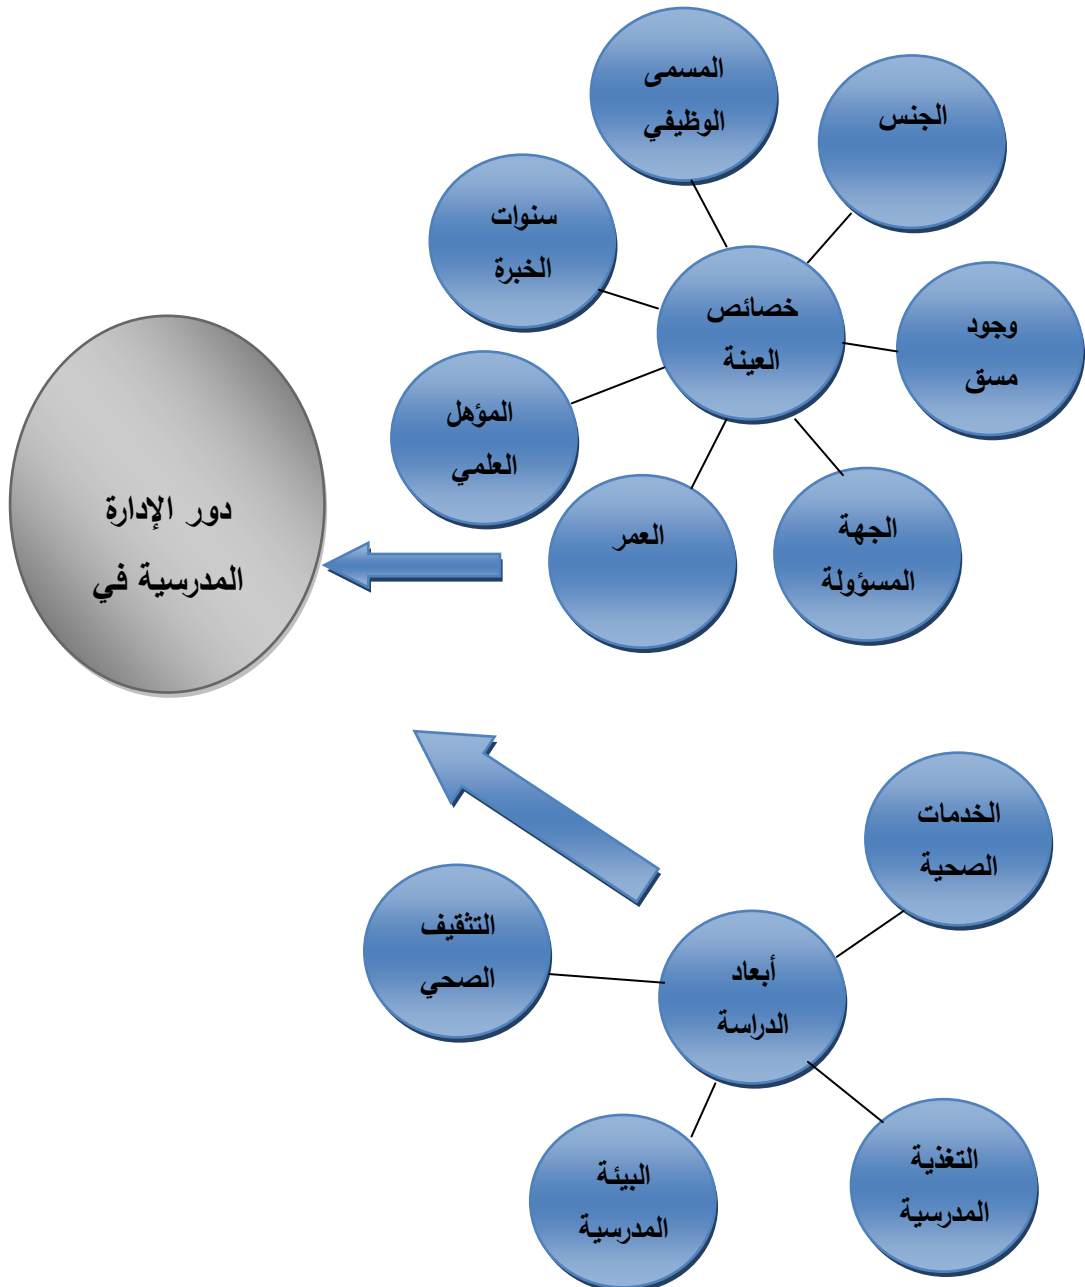 المسمى
الوظيفي
الجنس
سنوات
الخبرة
خصائص
العينة
وجود
مسق
المؤهل
العلمي
العمر
الجهة
المسؤولة
دور الإدارة
المدرسية في
الخدمات
الصحية
التثقيف
الصحي
أبعاد
الدراسة
التغذية
المدرسية
البيئة
المدرسية